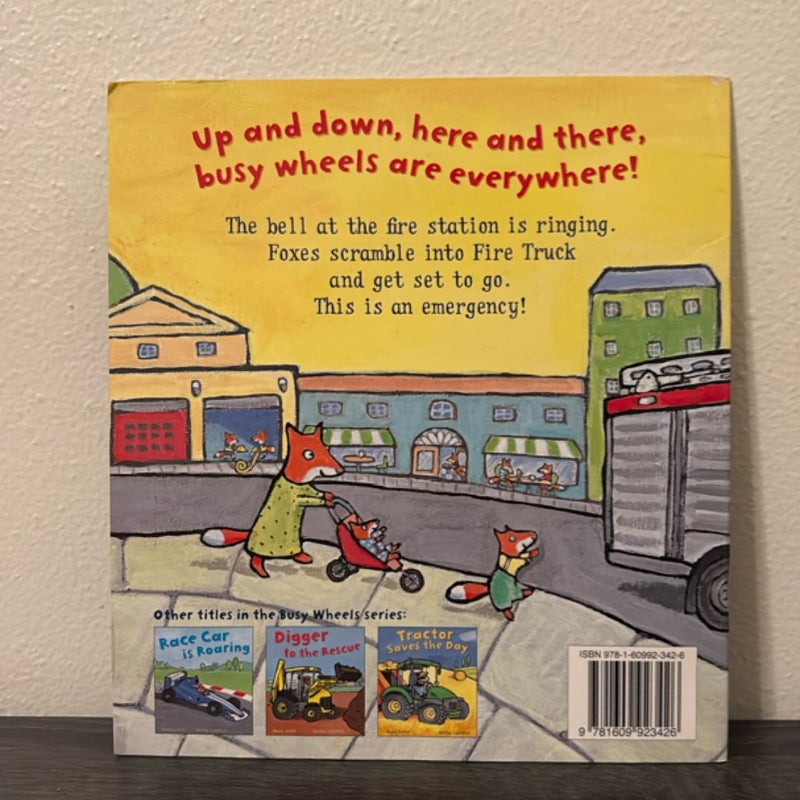 Up and down, here and there,
busy wheels are everywhere!
The bell at the fire station is ringing.
Foxes scramble into Fire Truck
and get set to go.
This is an emergency!
Other titles in the Busy Wheels series:
Race Car
is Roaring
Digger
to the Rescue
Tractor
Saves the Day
ISBN 978-1-60992-342-6
9 781609 923426